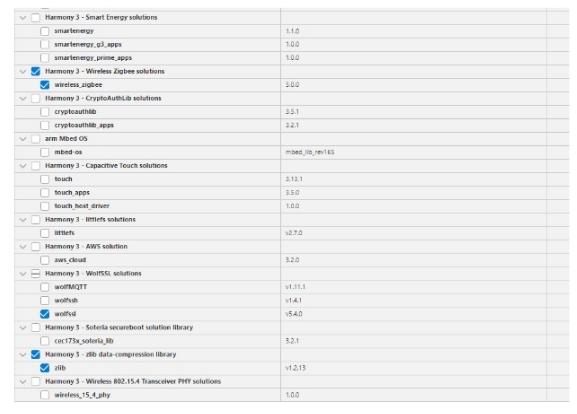 Harmony 3 - Smart Energy solutions
smartenergy 1.1.0
smartenergy_g3_apps 1.0.0
smartenergy_prime_apps 1.0.0
Harmony 3 - Wireless Zigbee solutions
wireless_zigbee 5.0.0
Harmony 3 - CryptoAuthLib solutions
cryptoauthlib 3.5.1
cryptoauthlib_apps 3.2.1
arm Mbed OS
mbed-os mbed_lib_rev165
Harmony 3 - Capacitive Touch solutions
touch 3.13.1
touch_apps 3.5.0
touch_host_driver 1.0.0
Harmony 3 - littlefs solutions
littlefs v2.7.0
Harmony 3 - AWS solution
aws_cloud 3.2.0
Harmony 3 - WolfSSL solutions
wolfMQTT v1.11.1
wolfssh v1.4.1
wolfssl v5.4.0
Harmony 3 - Soteria secureboot solution library
cec173x_soteria_lib 3.2.1
Harmony 3 - zlib data-compression library
zlib v1.2.13
Harmony 3 - Wireless 802.15.4 Transceiver PHY solutions
wireless_15_4_phy 1.0.0